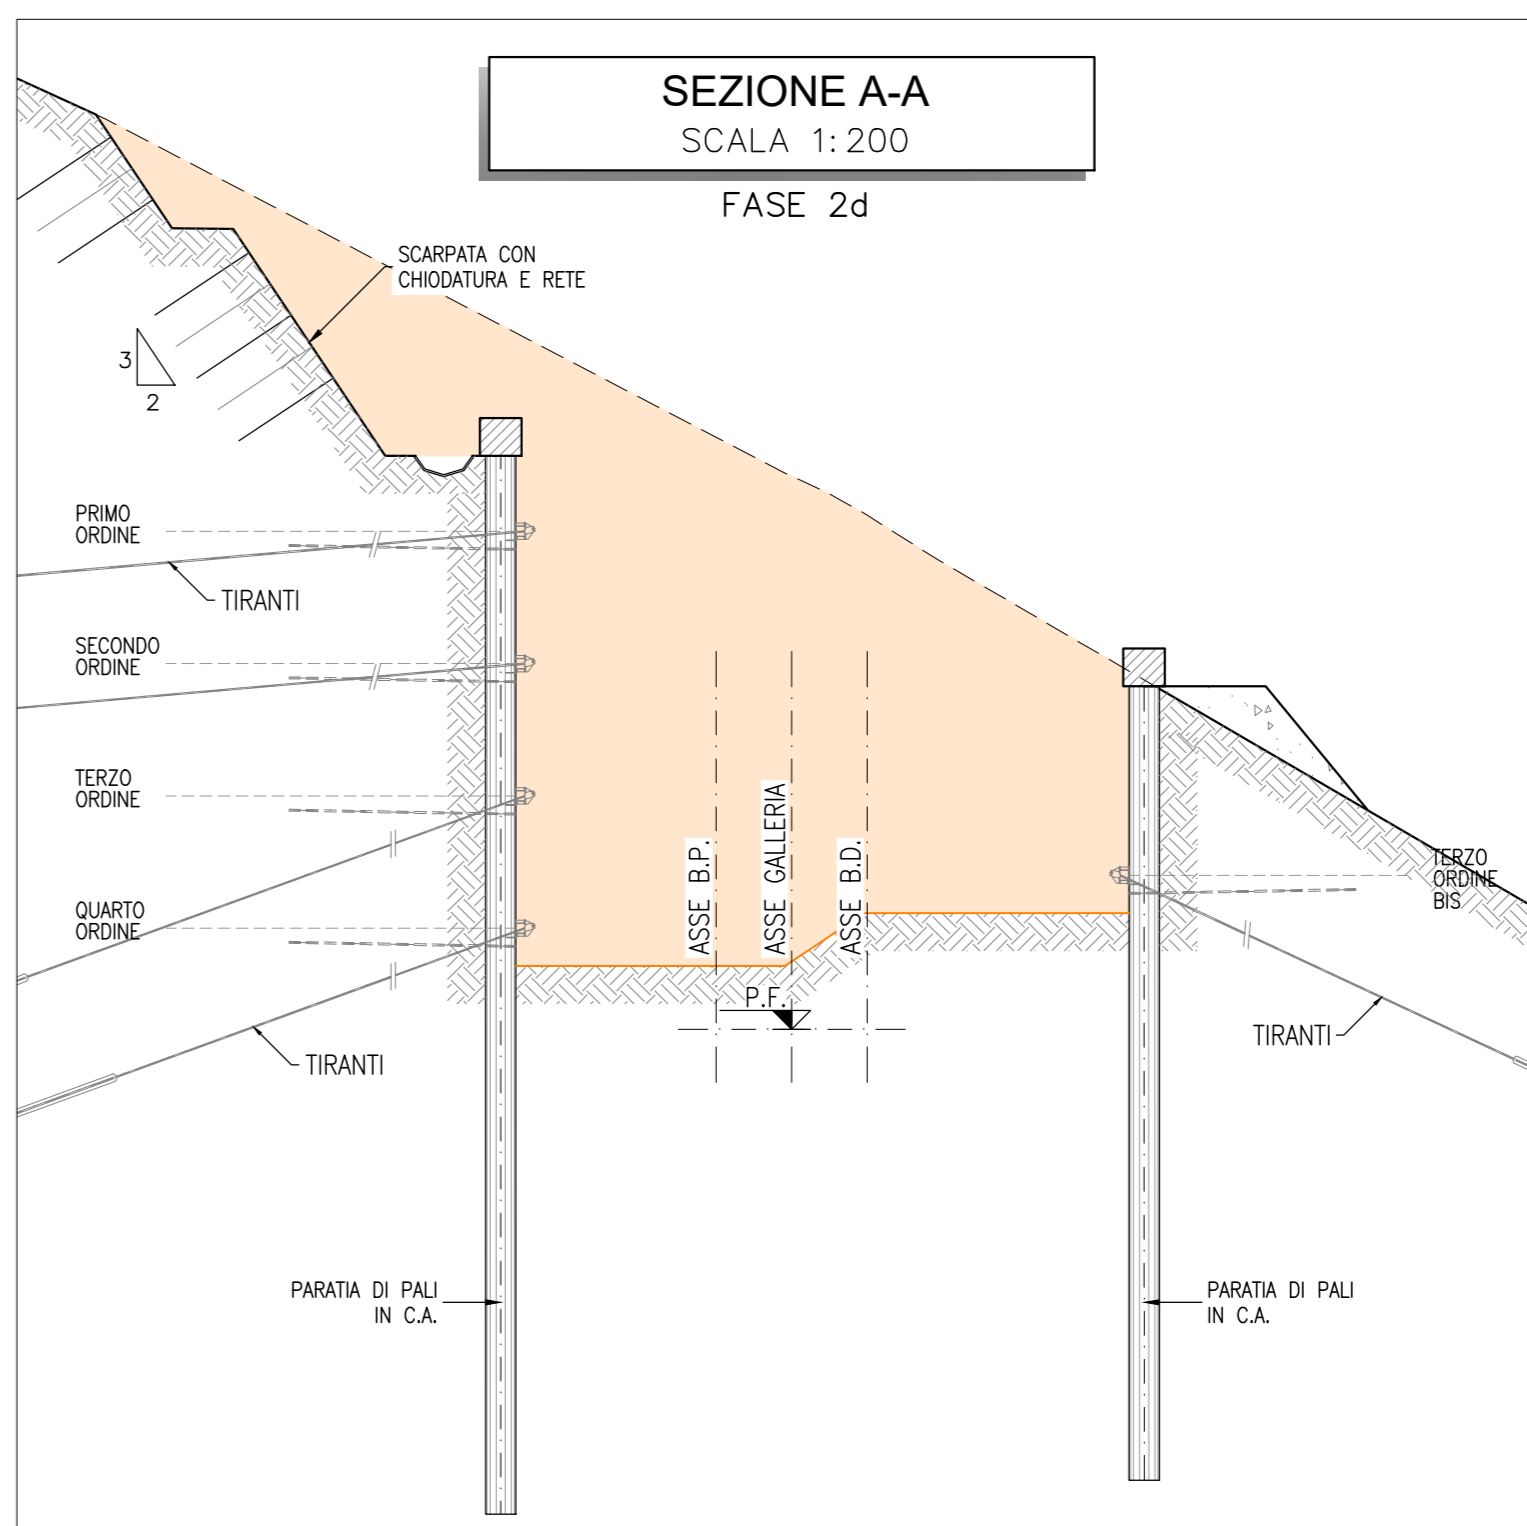 SEZIONE A-A
SCALA 1:200
FASE 2d
SCARPATA CON
CHIODATURA E RETE
3
2
PRIMO
ORDINE
TIRANTI
SECONDO
ORDINE
TERZO
ORDINE
QUARTO
ORDINE
TIRANTI
ASSE B.P.
ASSE GALLERIA
ASSE B.D.
P.F.
TERZO
ORDINE
BIS
TIRANTI
PARATIA DI PALI
IN C.A.
PARATIA DI PALI
IN C.A.